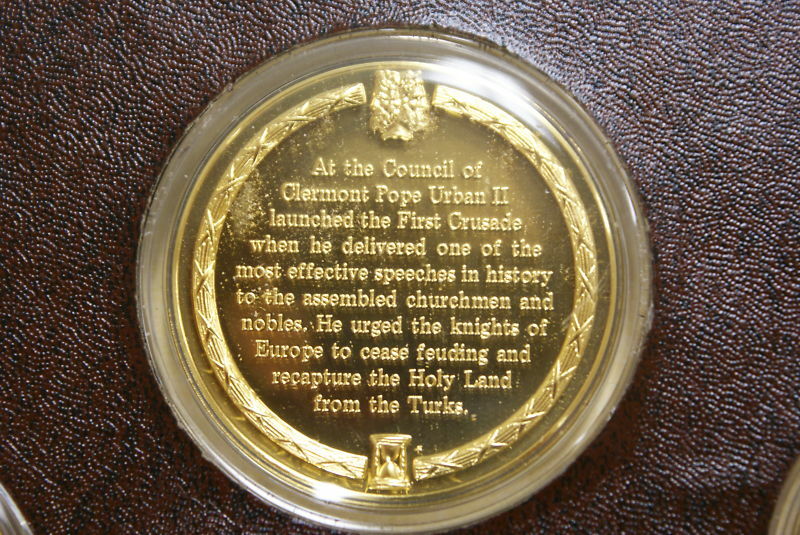 At the Council of
Clermont Pope Urban II
launched the First Crusade
when he delivered one of the
most effective speeches in history
to the assembled churchmen and
nobles. He urged the knights of
Europe to cease feuding and
recapture the Holy Land
from the Turks.